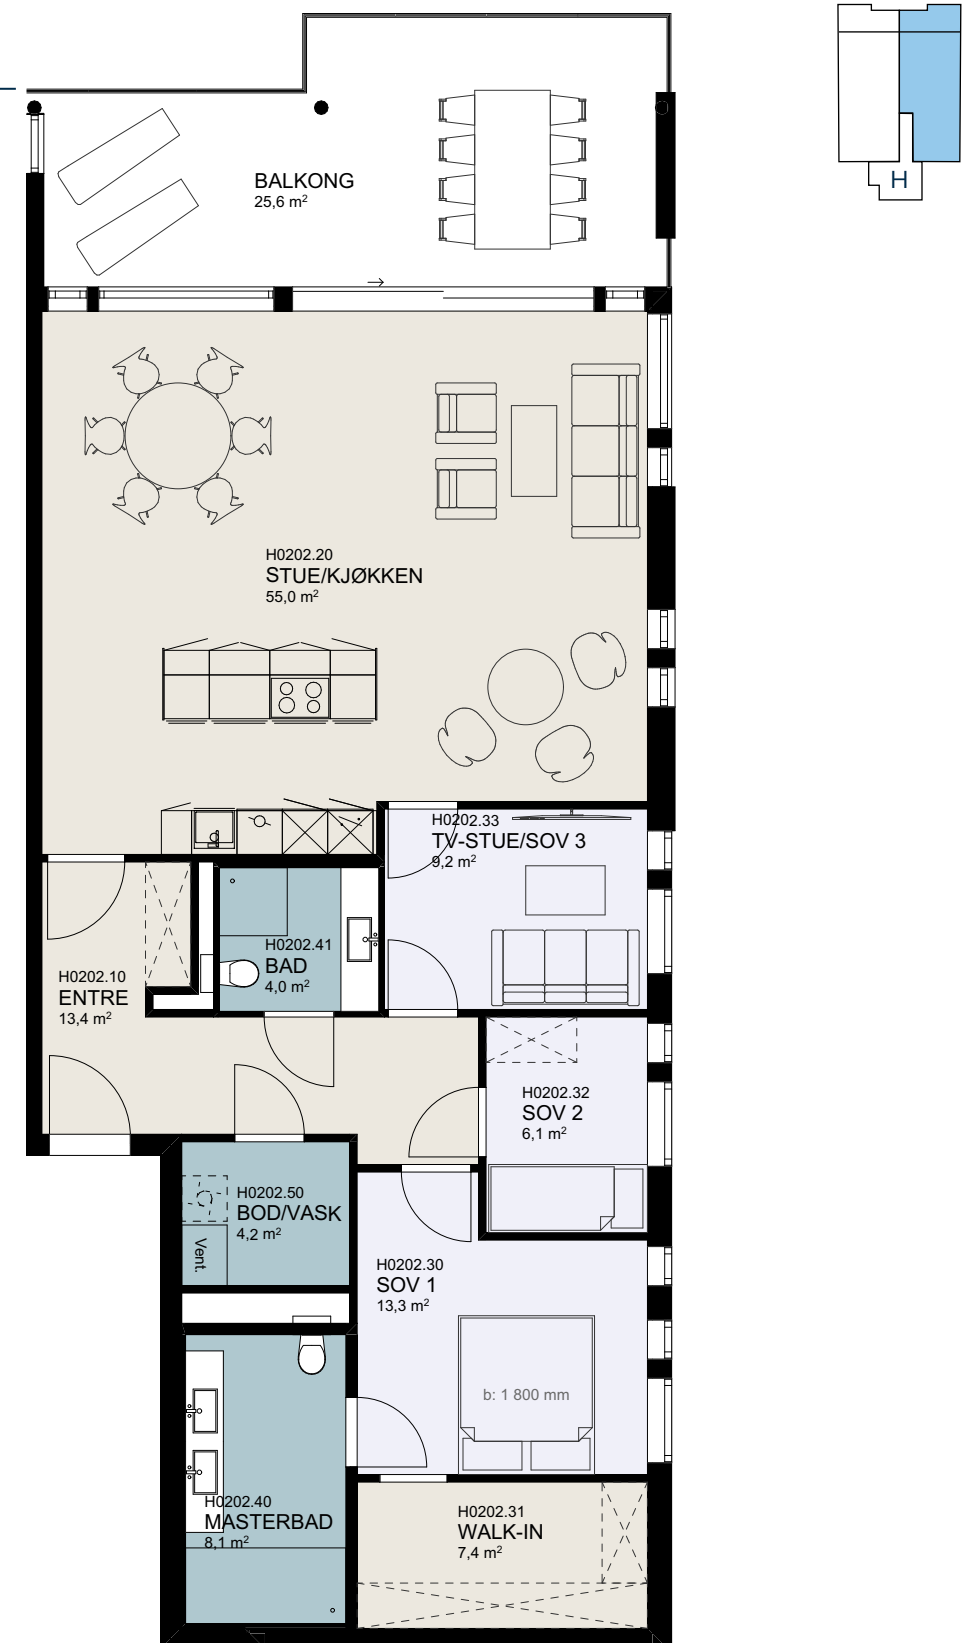 H
BALKONG
25,6 m²
H0202.20
STUE/KJØKKEN
55,0 m²
H0202.33
TV-STUE/SOV 3
9,2 m²
H0202.41
BAD
4,0 m²
H0202.10
ENTRE
13,4 m²
H0202.32
SOV 2
6,1 m²
H0202.50
BOD/VASK
4,2 m²
Vent.
H0202.30
SOV 1
13,3 m²
b: 1 800 mm
H0202.40
MASTERBAD
8,1 m²
H0202.31
WALK-IN
7,4 m²